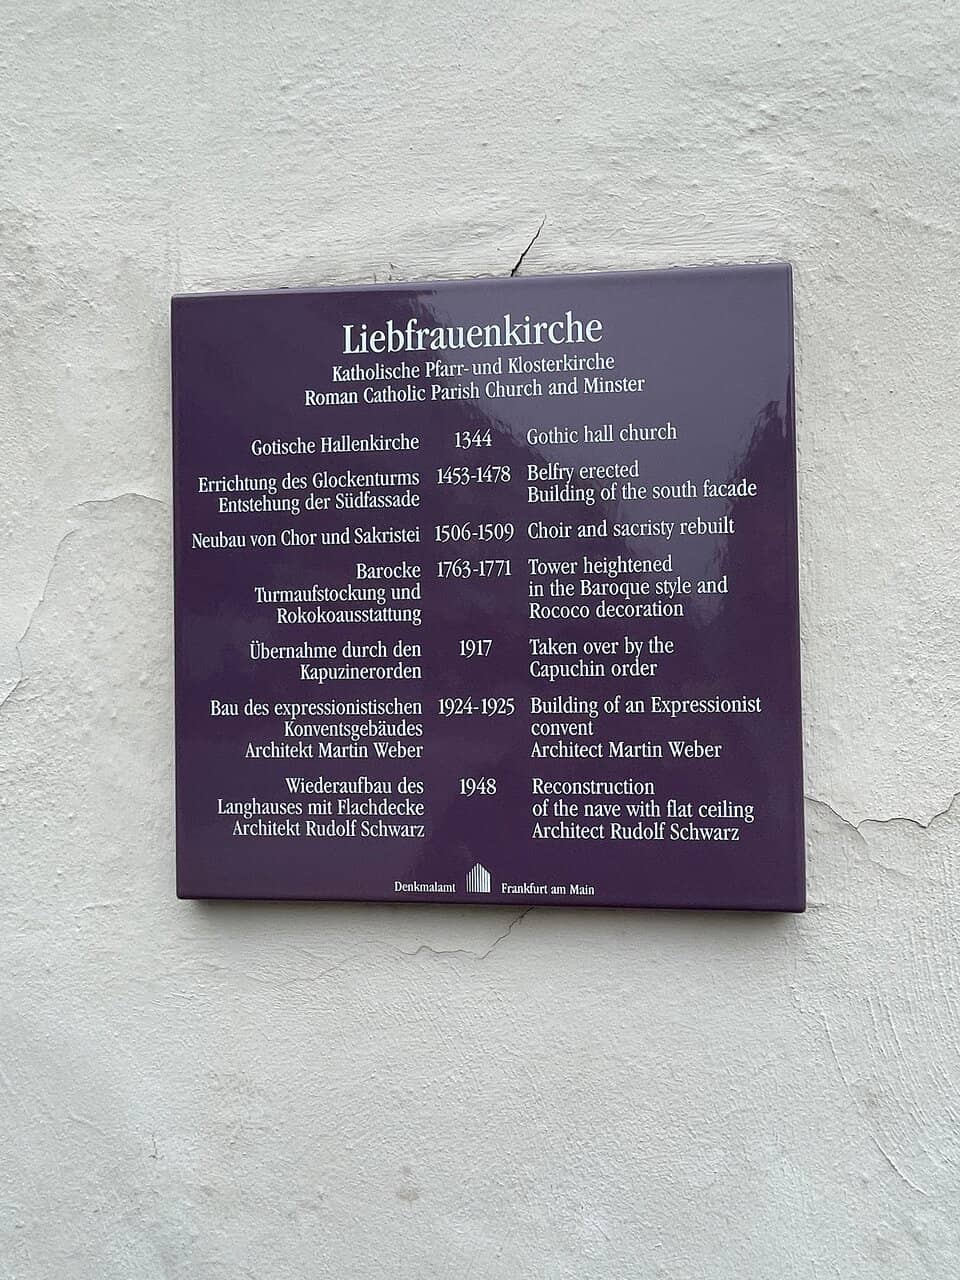 Liebfrauenkirche
Katholische Pfarr- und Klosterkirche
Roman Catholic Parish Church and Minster
Gotische Hallenkirche 1344 Gothic hall church
Errichtung des Glockenturms 1453-1478 Belfry erected
Entstehung der Südfassade Building of the south facade
Neubau von Chor und Sakristei 1506-1509 Choir and sacristy rebuilt
Barocke 1763-1771 Tower heightened
Turmaufstockung und in the Baroque style and
Rokokoausstattung Rococo decoration
Übernahme durch den 1917 Taken over by the
Kapuzinerorden Capuchin order
Bau des expressionistischen 1924-1925 Building of an Expressionist
Konventsgebäudes convent
Architekt Martin Weber Architect Martin Weber
Wiederaufbau des 1948 Reconstruction
Langhauses mit Flachdecke of the nave with flat ceiling
Architekt Rudolf Schwarz Architect Rudolf Schwarz
Denkmalamt Frankfurt am Main